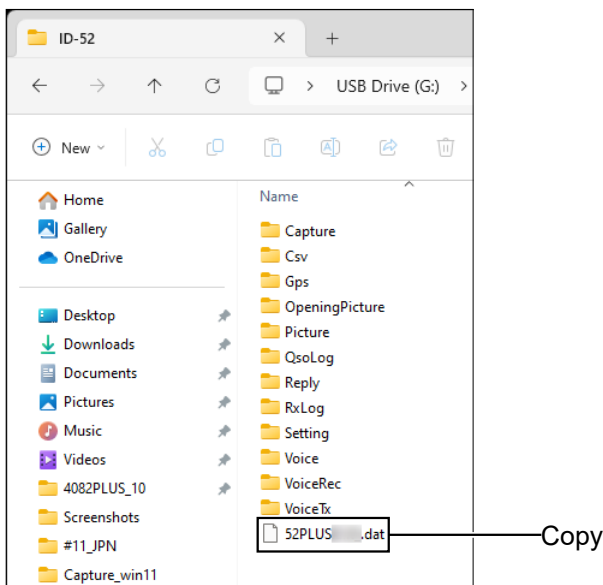 ID-52
USB Drive (G:)
New
Home
Gallery
OneDrive
Desktop
Downloads
Documents
Pictures
Music
Videos
4082PLUS_10
Screenshots
#11_JPN
Capture_win11
Name
Capture
Csv
Gps
OpeningPicture
Picture
QsoLog
Reply
RxLog
Setting
Voice
VoiceRec
VoiceTx
52PLUS .dat
Copy